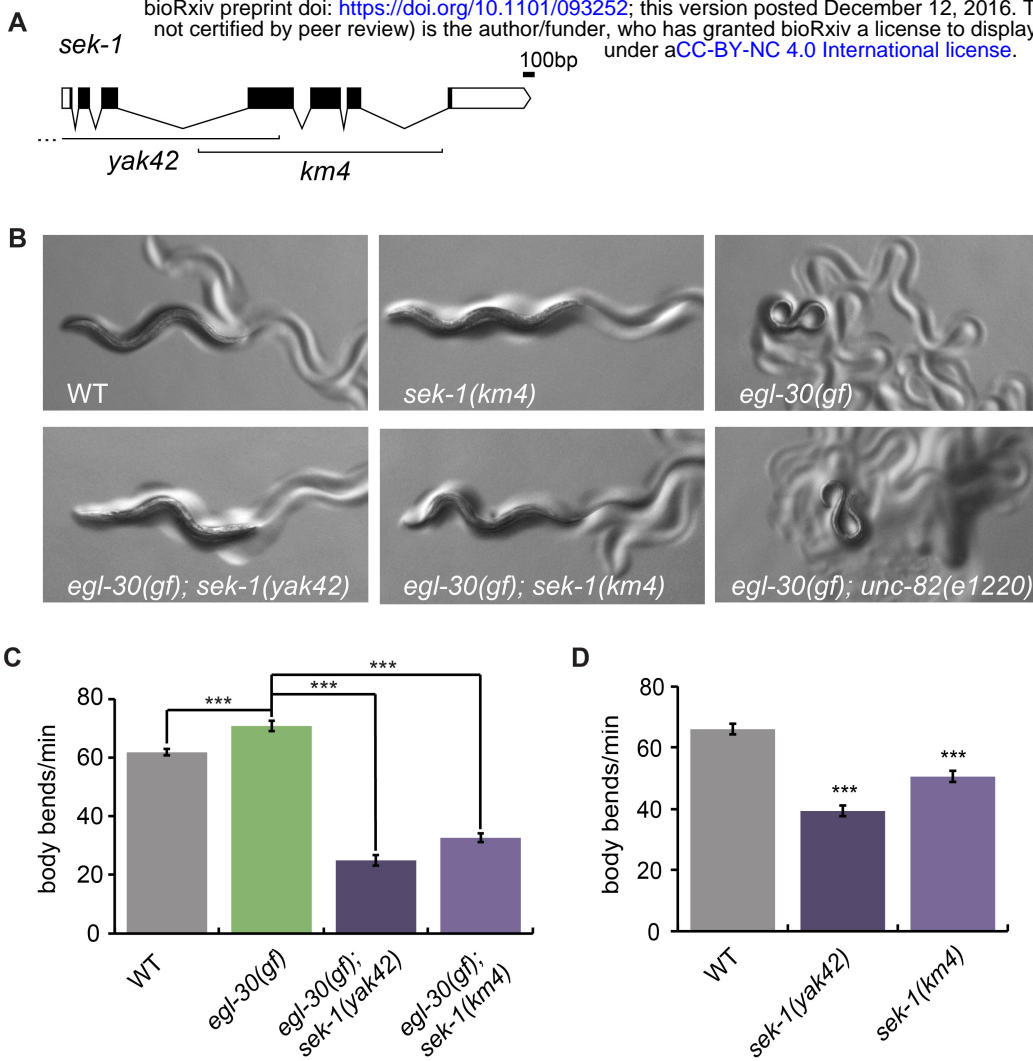 bioRxiv preprint doi: https://doi.org/10.1101/093252; this version posted December 12, 2016. T
not certified by peer review) is the author/funder, who has granted bioRxiv a license to display
under aCC-BY-NC 4.0 International license.
A
sek-1
100bp
...
yak42
km4
B
WT
sek-1(km4)
egl-30(gf)
egl-30(gf); sek-1(yak42)
egl-30(gf); sek-1(km4)
egl-30(gf); unc-82(e1220)
C
body bends/min
80
60
40
20
0
***
***
***
WT
egl-30(gf)
egl-30(gf);
sek-1(yak42)
egl-30(gf);
sek-1(km4)
D
body bends/min
80
60
40
20
0
***
***
WT
sek-1(yak42)
sek-1(km4)